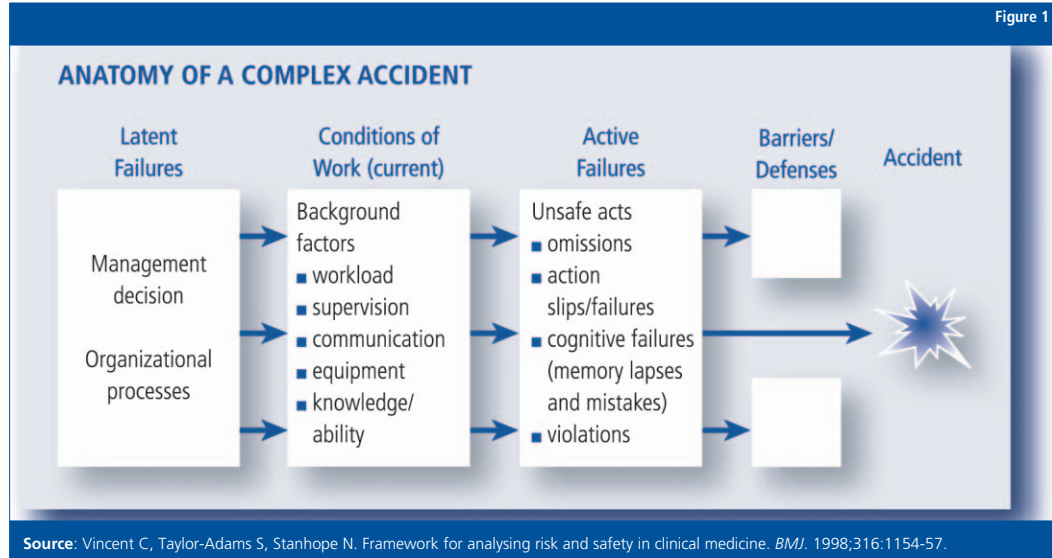 Figure 1
ANATOMY OF A COMPLEX ACCIDENT
Latent
Failures
Management
decision
Organizational
processes
Conditions of
Work (current)
Background
factors
■ workload
■ supervision
■ communication
■ equipment
■ knowledge/
ability
Active
Failures
Unsafe acts
■ omissions
■ action
slips/failures
■ cognitive failures
(memory lapses
and mistakes)
■ violations
Barriers/
Defenses
Accident
Source: Vincent C, Taylor-Adams S, Stanhope N. Framework for analysing risk and safety in clinical medicine. BMJ. 1998;316:1154-57.